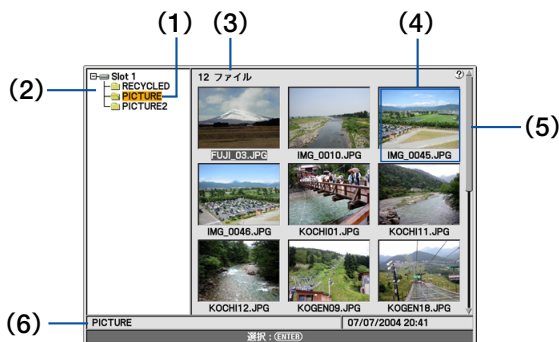 (1)
(3)
(4)
(2)
Slot 1
RECYCLED
PICTURE
PICTURE2
12 ファイル
?
FUJI_03.JPG
IMG_0010.JPG
IMG_0045.JPG
(5)
IMG_0046.JPG
KOCHI01.JPG
KOCHI11.JPG
KOCHI12.JPG
KOGEN09.JPG
KOGEN18.JPG
(6)
PICTURE
07/07/2004 20:41
選択：ENTER